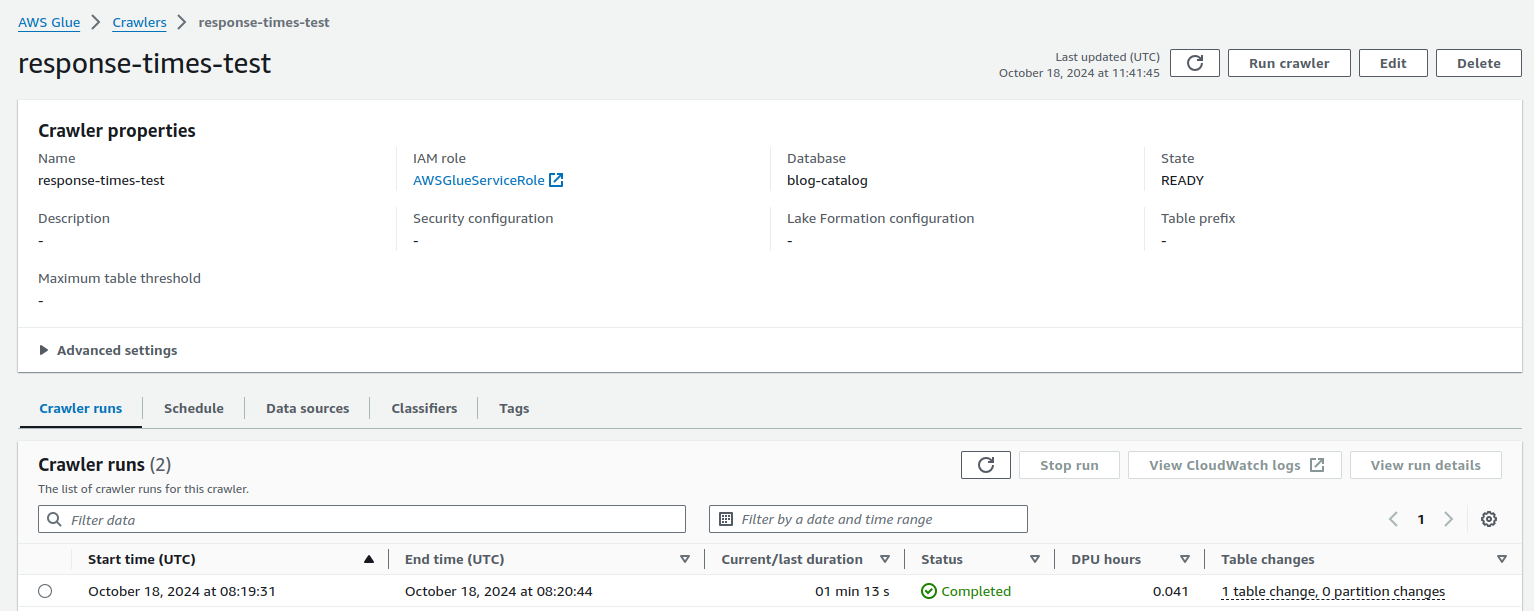 AWS Glue > Crawlers > response-times-test
response-times-test
Last updated (UTC)
October 18, 2024 at 11:41:45
Run crawler
Edit
Delete
Crawler properties
Name
response-times-test
IAM role
AWSGlueServiceRole
Database
blog-catalog
State
READY
Description
-
Security configuration
-
Lake Formation configuration
-
Table prefix
-
Maximum table threshold
-
Advanced settings
Crawler runs
Schedule
Data sources
Classifiers
Tags
Crawler runs (2)
The list of crawler runs for this crawler.
Stop run
View CloudWatch logs
View run details
Filter data
Filter by a date and time range
1
Start time (UTC) End time (UTC) Current/last duration Status DPU hours Table changes
October 18, 2024 at 08:19:31 October 18, 2024 at 08:20:44 01 min 13 s Completed 0.041 1 table change, 0 partition changes